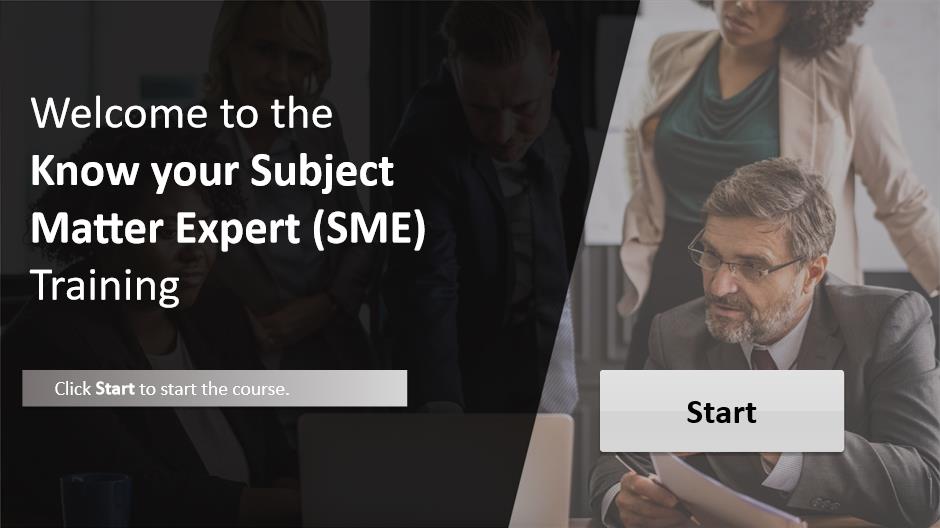 Welcome to the
Know your Subject
Matter Expert (SME)
Training
Click Start to start the course.
Start